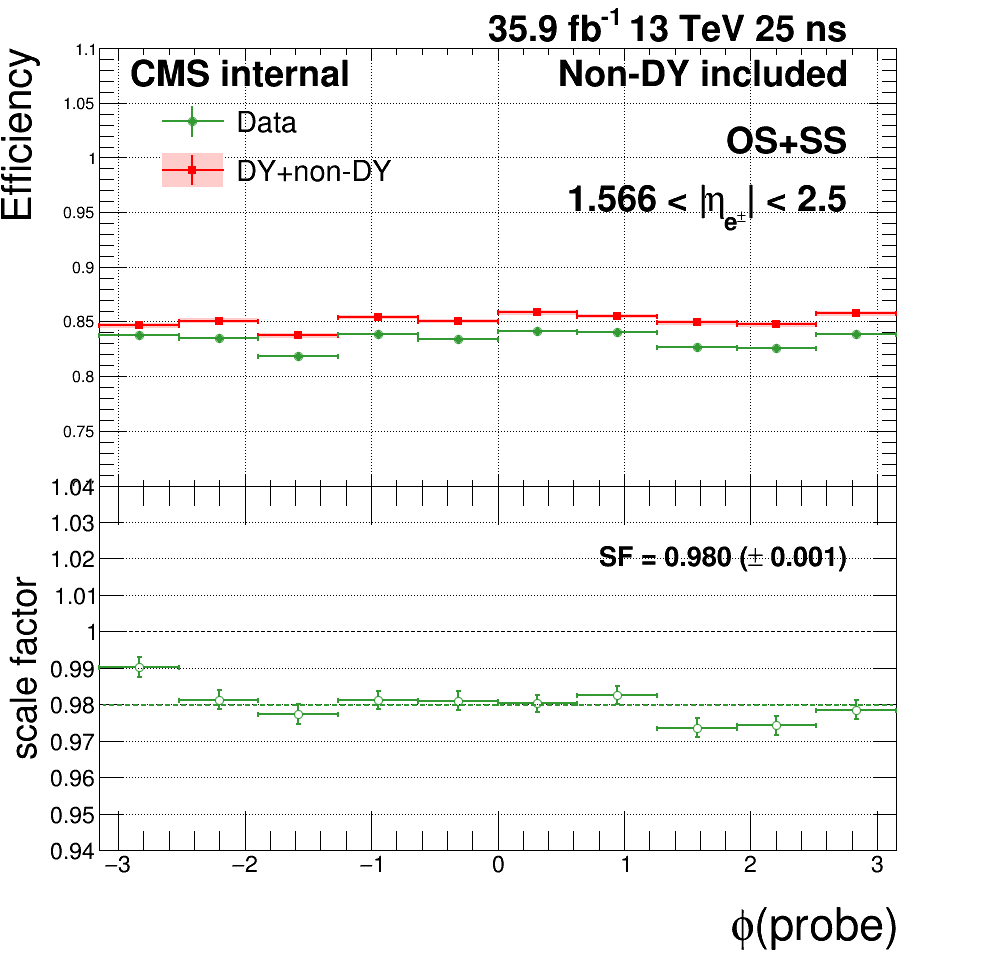 35.9 fb⁻¹ 13 TeV 25 ns
CMS internal
Non-DY included
Data
DY+non-DY
OS+SS
1.566 < |η_e±| < 2.5
Efficiency
1.1
1.05
1
0.95
0.9
0.85
0.8
0.75
1.04
1.03
1.02
1.01
1
0.99
0.98
0.97
0.96
0.95
0.94
SF = 0.980 (± 0.001)
scale factor
−3 −2 −1 0 1 2 3
ϕ(probe)